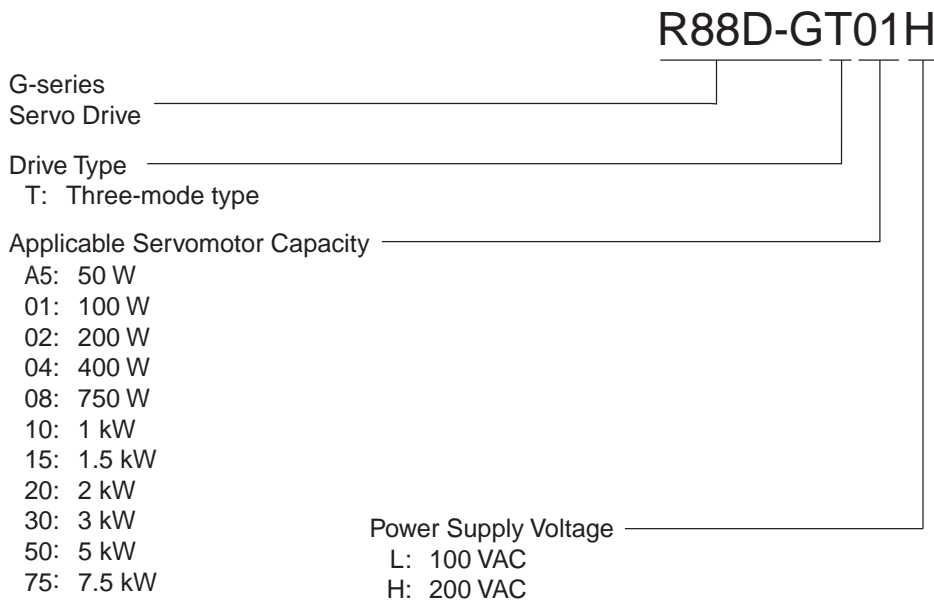 R88D-GT01H
G-series
Servo Drive
Drive Type
T: Three-mode type
Applicable Servomotor Capacity
A5: 50 W
01: 100 W
02: 200 W
04: 400 W
08: 750 W
10: 1 kW
15: 1.5 kW
20: 2 kW
30: 3 kW
50: 5 kW
75: 7.5 kW
Power Supply Voltage
L: 100 VAC
H: 200 VAC